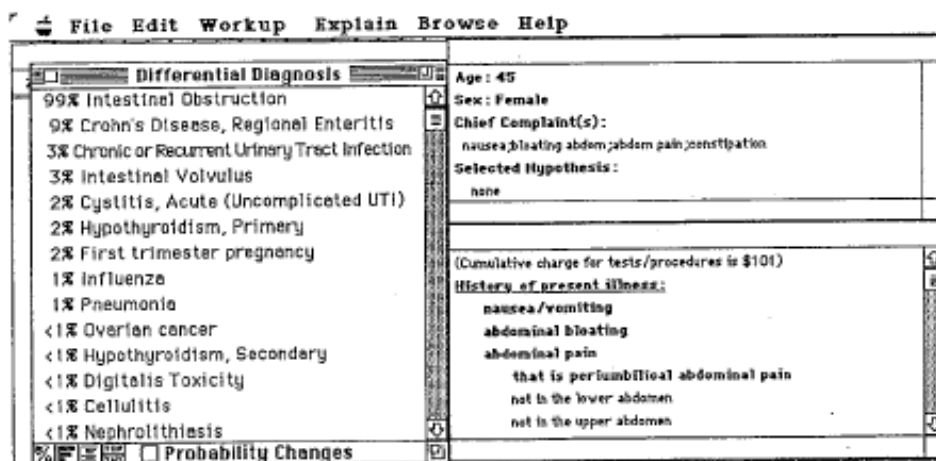 File Edit Workup Explain Browse Help
Differential Diagnosis
99% Intestinal Obstruction
9% Crohn's Disease, Regional Enteritis
3% Chronic or Recurrent Urinary Tract Infection
3% Intestinal Volvulus
2% Cystitis, Acute (Uncomplicated UTI)
2% Hypothyroidism, Primary
2% First trimester pregnancy
1% Influenza
1% Pneumonia
<1% Ovarian cancer
<1% Hypothyroidism, Secondary
<1% Digitalis Toxicity
<1% Cellulitis
<1% Nephrolithiasis
% Probability Changes
Age: 45
Sex: Female
Chief Complaint(s):
nausea;bloating abdom;abdom pain;constipation
Selected Hypothesis:
none
(Cumulative charge for tests/procedures is $101)
History of present illness:
nausea/vomiting
abdominal bloating
abdominal pain
that is periumbilical abdominal pain
not in the lower abdomen
not in the upper abdomen